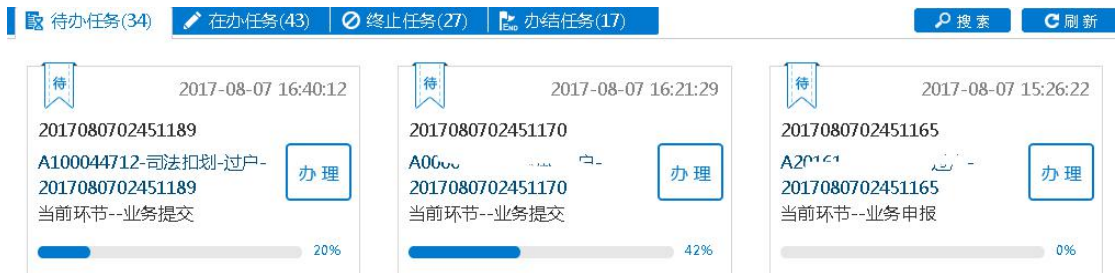 待办任务(34) 在办任务(43) 终止任务(27) END 办结任务(17) 搜索 刷新
待 2017-08-07 16:40:12
2017080702451189
A100044712-司法扣划-过户-
2017080702451189
当前环节--业务提交
办理
20%
待 2017-08-07 16:21:29
2017080702451170
户-
2017080702451170
当前环节--业务提交
办理
42%
待 2017-08-07 15:26:22
2017080702451165
2017080702451165
当前环节--业务申报
办理
0%